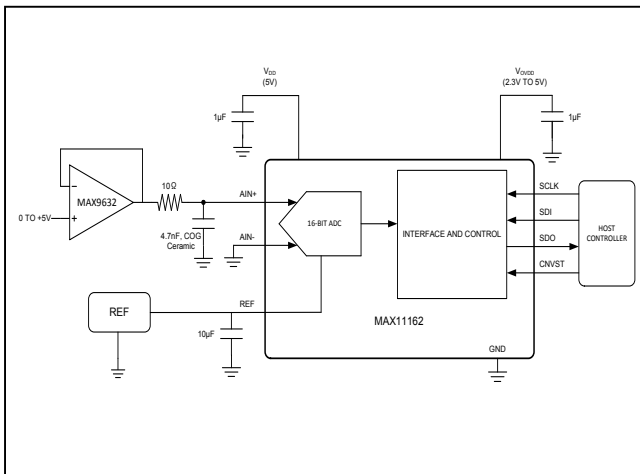 VDD
(5V)
VOVDD
(2.3V TO 5V)
1µF
1µF
MAX9632
10Ω
0 TO +5V
4.7nF, COG
Ceramic
AIN+
AIN-
16-BIT ADC
INTERFACE AND CONTROL
SCLK
SDI
SDO
CNVST
HOST
CONTROLLER
REF
REF
10µF
MAX11162
GND